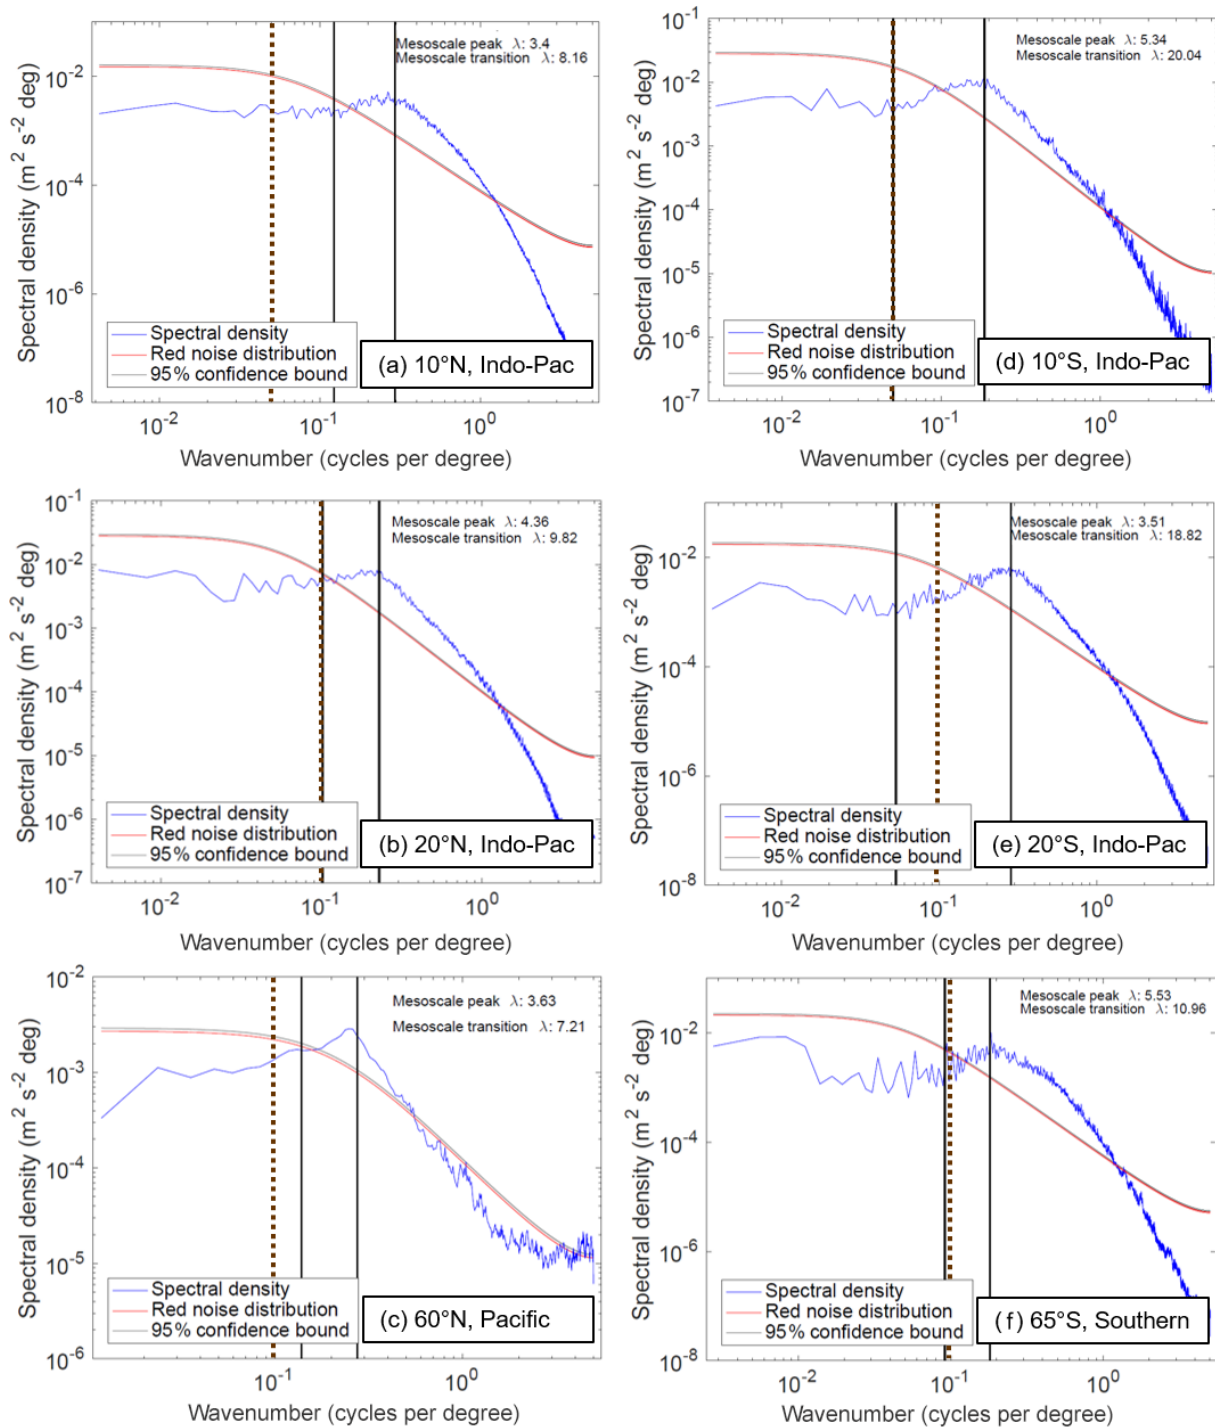 10^-2
10^-4
10^-6
10^-8
Spectral density (m^2 s^-2 deg)
Mesoscale peak λ: 3.4
Mesoscale transition λ: 8.16
Spectral density
Red noise distribution
95% confidence bound
(a) 10°N, Indo-Pac
10^-2
10^-1
10^0
Wavenumber (cycles per degree)
10^-1
10^-2
10^-3
10^-4
10^-5
10^-6
10^-7
Spectral density (m^2 s^-2 deg)
Mesoscale peak λ: 5.34
Mesoscale transition λ: 20.04
Spectral density
Red noise distribution
95% confidence bound
(d) 10°S, Indo-Pac
10^-2
10^-1
10^0
Wavenumber (cycles per degree)
10^-1
10^-2
10^-3
10^-4
10^-5
10^-6
10^-7
Spectral density (m^2 s^-2 deg)
Mesoscale peak λ: 4.36
Mesoscale transition λ: 9.82
Spectral density
Red noise distribution
95% confidence bound
(b) 20°N, Indo-Pac
10^-2
10^-1
10^0
Wavenumber (cycles per degree)
10^-2
10^-4
10^-6
10^-8
Spectral density (m^2 s^-2 deg)
Mesoscale peak λ: 3.51
Mesoscale transition λ: 18.82
Spectral density
Red noise distribution
95% confidence bound
(e) 20°S, Indo-Pac
10^-2
10^-1
10^0
Wavenumber (cycles per degree)
10^-2
10^-3
10^-4
10^-5
10^-6
Spectral density (m^2 s^-2 deg)
Mesoscale peak λ: 3.63
Mesoscale transition λ: 7.21
Spectral density
Red noise distribution
95% confidence bound
(c) 60°N, Pacific
10^-1
10^0
Wavenumber (cycles per degree)
10^-2
10^-4
10^-6
10^-8
Spectral density (m^2 s^-2 deg)
Mesoscale peak λ: 5.53
Mesoscale transition λ: 10.96
Spectral density
Red noise distribution
95% confidence bound
(f) 65°S, Southern
10^-2
10^-1
10^0
Wavenumber (cycles per degree)